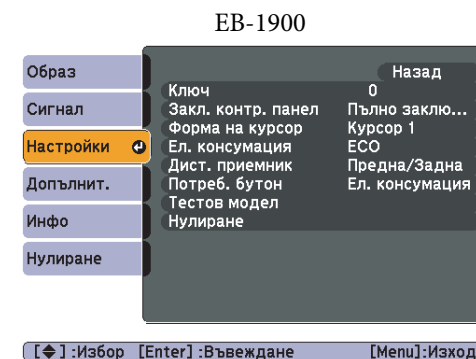 EB-1900
Образ
Сигнал
Настройки
Допълнит.
Инфо
Нулиране
Назад
Ключ 0
Закл. контр. панел Пълно заклю...
Форма на курсор Курсор 1
Ел. консумация ECO
Дист. приемник Предна/Задна
Потреб. бутон Ел. консумация
Тестов модел
Нулиране
[◆] :Избор [Enter] :Въвеждане [Menu]:Изход